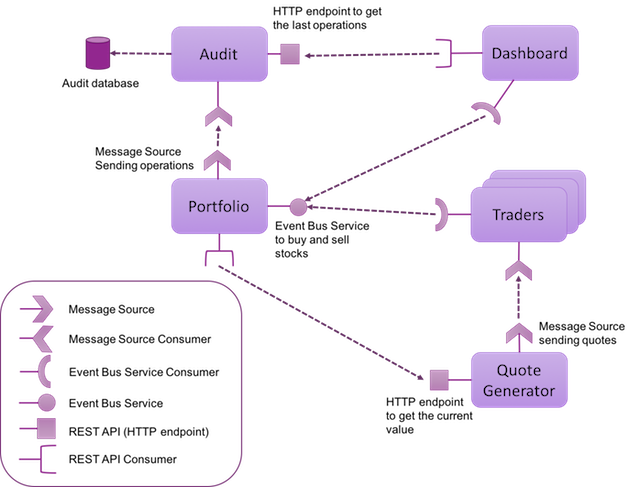 HTTP endpoint to get
the last operations
Audit
Dashboard
Audit database
Message Source
Sending operations
Portfolio
Event Bus Service
to buy and sell
stocks
Traders
Message Source
sending quotes
Quote
Generator
HTTP endpoint
to get the current
value
Message Source
Message Source Consumer
Event Bus Service Consumer
Event Bus Service
REST API (HTTP endpoint)
REST API Consumer